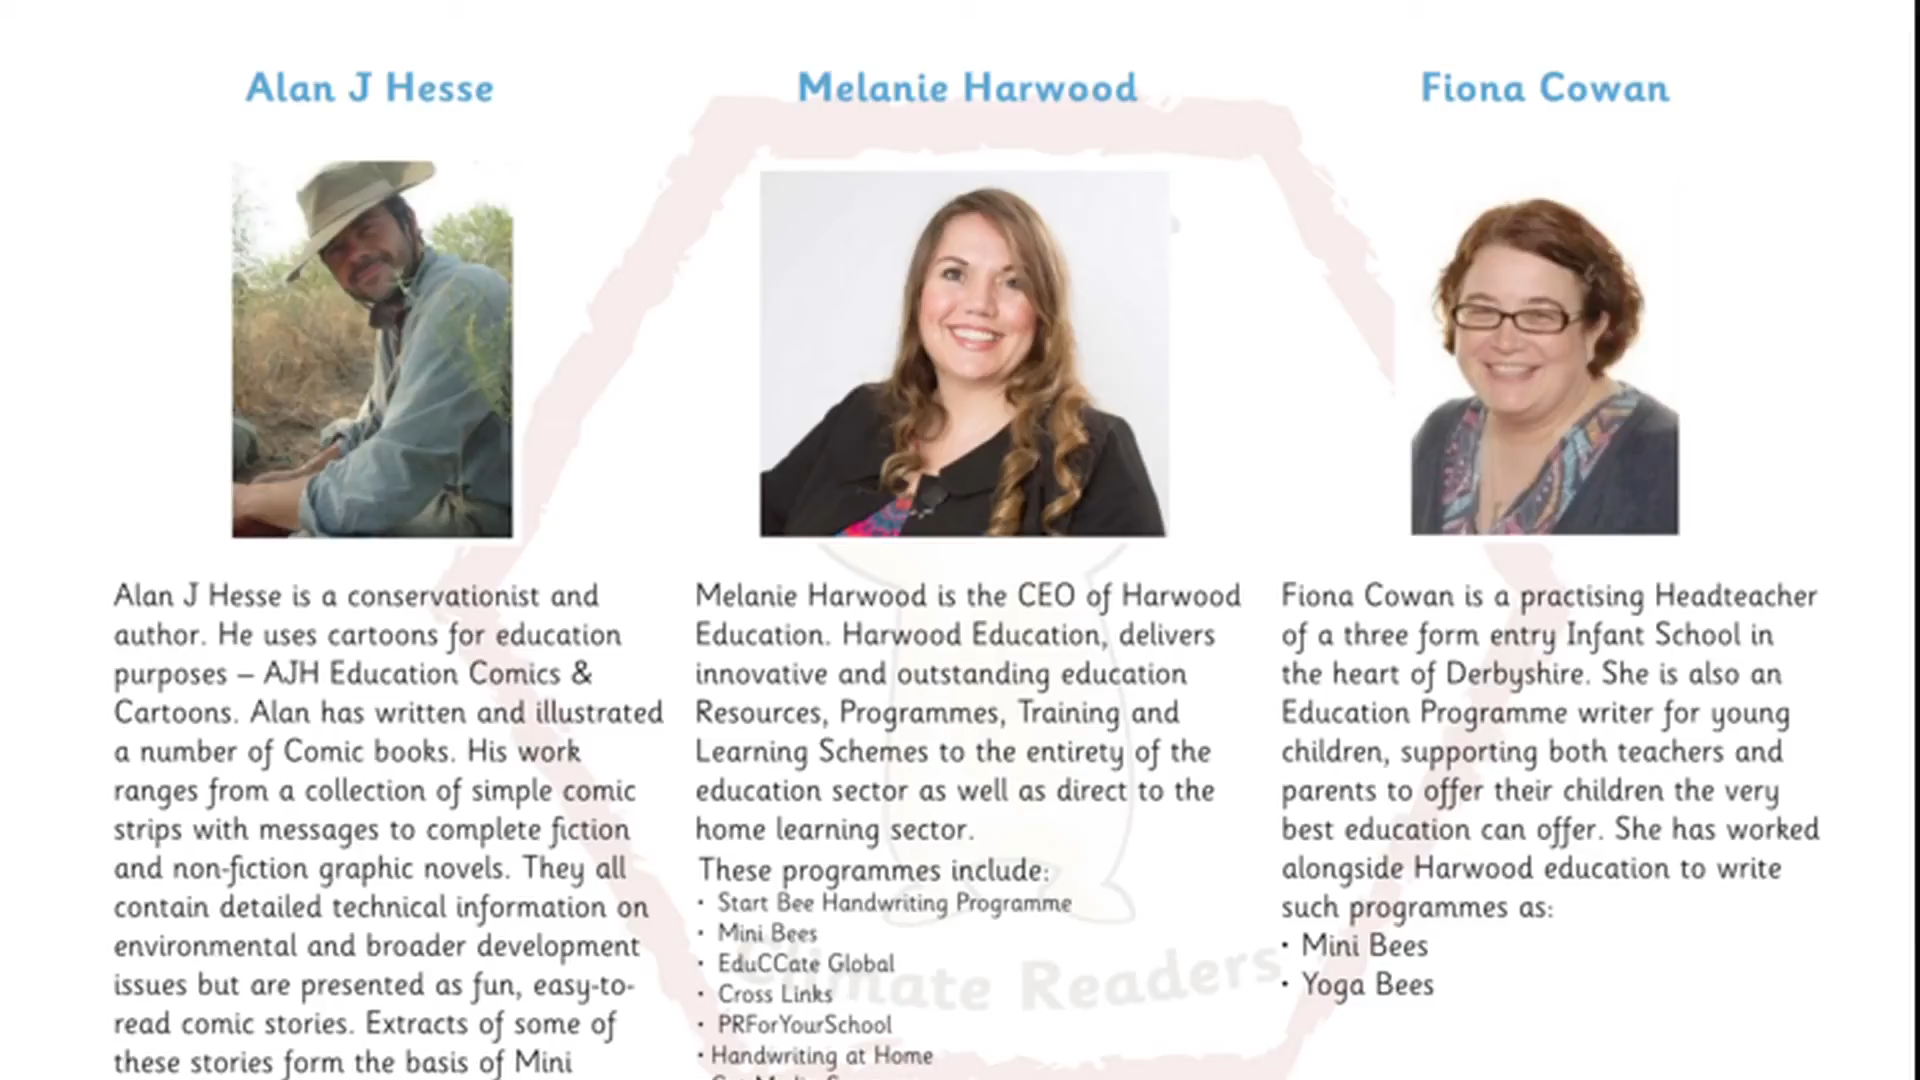 Alan J Hesse
Melanie Harwood
Fiona Cowan
Alan J Hesse is a conservationist and
author. He uses cartoons for education
purposes – AJH Education Comics &
Cartoons. Alan has written and illustrated
a number of Comic books. His work
ranges from a collection of simple comic
strips with messages to complete fiction
and non-fiction graphic novels. They all
contain detailed technical information on
environmental and broader development
issues but are presented as fun, easy-to-
read comic stories. Extracts of some of
these stories form the basis of Mini
Melanie Harwood is the CEO of Harwood
Education. Harwood Education, delivers
innovative and outstanding education
Resources, Programmes, Training and
Learning Schemes to the entirety of the
education sector as well as direct to the
home learning sector.
These programmes include:
• Start Bee Handwriting Programme
• Mini Bees
• EduCCate Global
• Cross Links
• PRForYourSchool
• Handwriting at Home
Fiona Cowan is a practising Headteacher
of a three form entry Infant School in
the heart of Derbyshire. She is also an
Education Programme writer for young
children, supporting both teachers and
parents to offer their children the very
best education can offer. She has worked
alongside Harwood education to write
such programmes as:
• Mini Bees
• Yoga Bees
Climate Readers